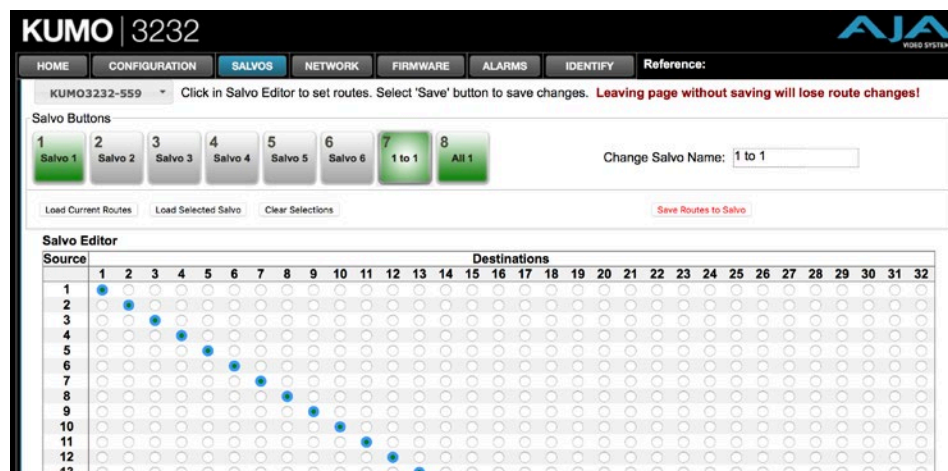 KUMO | 3232
AJA
VIDEO SYSTEMS
HOME CONFIGURATION SALVOS NETWORK FIRMWARE ALARMS IDENTIFY Reference:
KUMO3232-559 Click in Salvo Editor to set routes. Select 'Save' button to save changes. Leaving page without saving will lose route changes!
Salvo Buttons
1 2 3 4 5 6 7 8
Salvo 1 Salvo 2 Salvo 3 Salvo 4 Salvo 5 Salvo 6 1 to 1 All 1 Change Salvo Name: 1 to 1
Load Current Routes Load Selected Salvo Clear Selections Save Routes to Salvo
Salvo Editor
Source Destinations
1 2 3 4 5 6 7 8 9 10 11 12 13 14 15 16 17 18 19 20 21 22 23 24 25 26 27 28 29 30 31 32
1
2
3
4
5
6
7
8
9
10
11
12
13